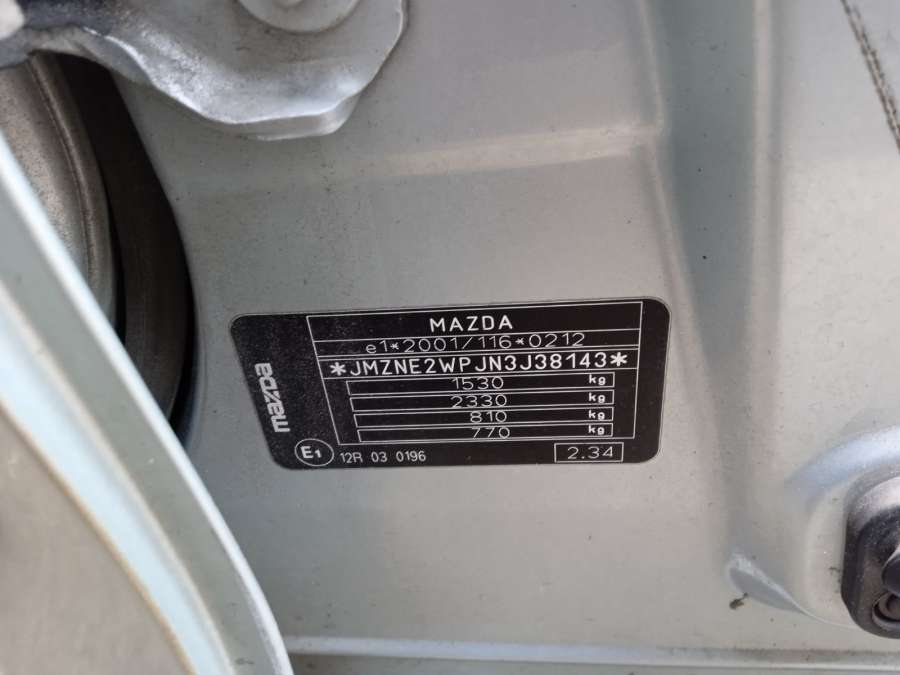 MAZDA
e1*2001/116*0212
*JMZNE2WPJN3J38143*
1530 kg
2330 kg
810 kg
770 kg
mazda
E1 12R 03 0196
2.34